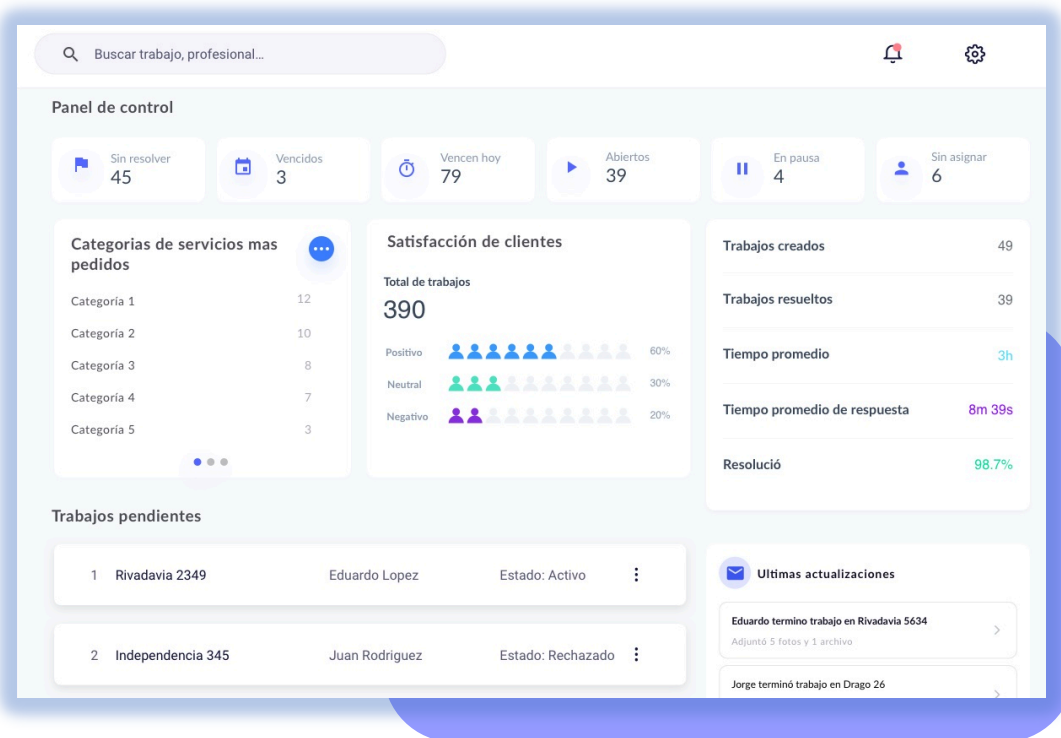 Buscar trabajo, profesional...
Panel de control
Sin resolver
45
Vencidos
3
Vencen hoy
79
Abiertos
39
En pausa
4
Sin asignar
6
Categorias de servicios mas
pedidos
Categoría 1 12
Categoría 2 10
Categoría 3 8
Categoría 4 7
Categoría 5 3
Satisfacción de clientes
Total de trabajos
390
Positivo 60%
Neutral 30%
Negativo 20%
Trabajos creados 49
Trabajos resueltos 39
Tiempo promedio 3h
Tiempo promedio de respuesta 8m 39s
Resolució 98.7%
Trabajos pendientes
1 Rivadavia 2349 Eduardo Lopez Estado: Activo
2 Independencia 345 Juan Rodriguez Estado: Rechazado
Ultimas actualizaciones
Eduardo termino trabajo en Rivadavia 5634
Adjuntó 5 fotos y 1 archivo
Jorge terminó trabajo en Drago 26